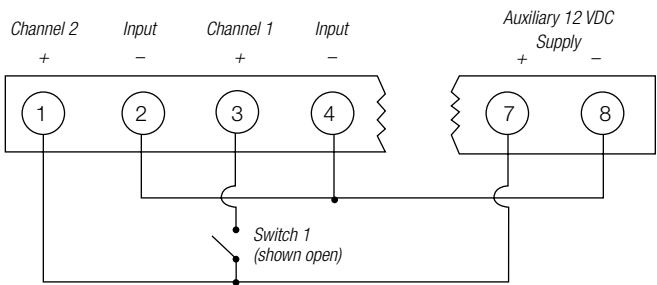 Auxiliary 12 VDC
Channel 2 Input Channel 1 Input Supply
+ – + – + –
1 2 3 4 7 8
Switch 1
(shown open)